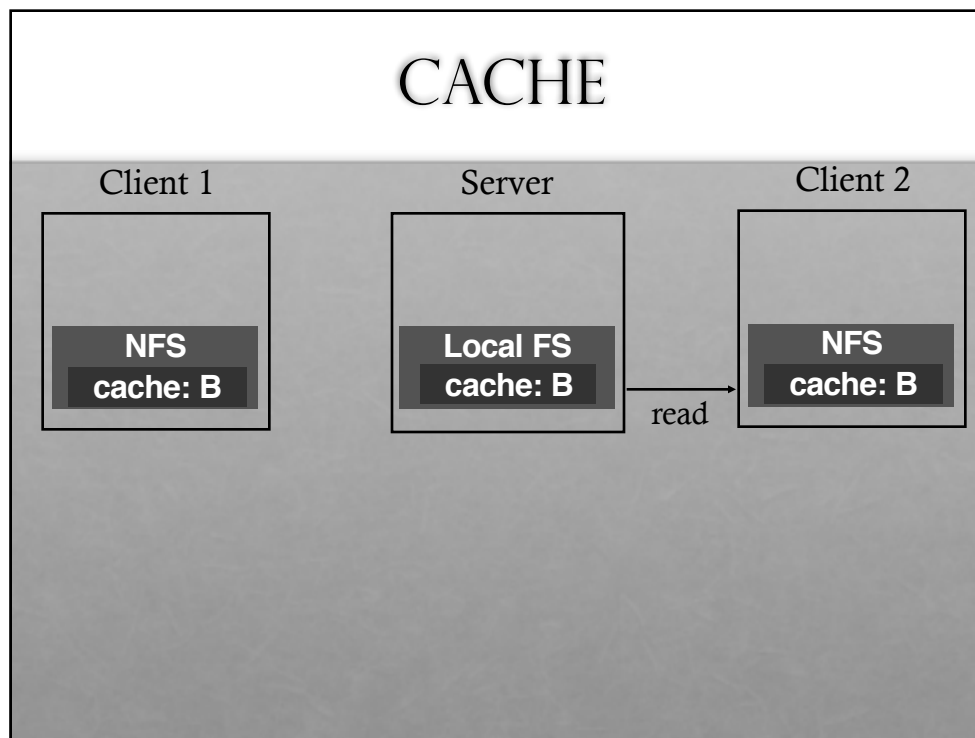 CACHE
Client 1
Server
Client 2
NFS
cache: B
Local FS
cache: B
read
NFS
cache: B